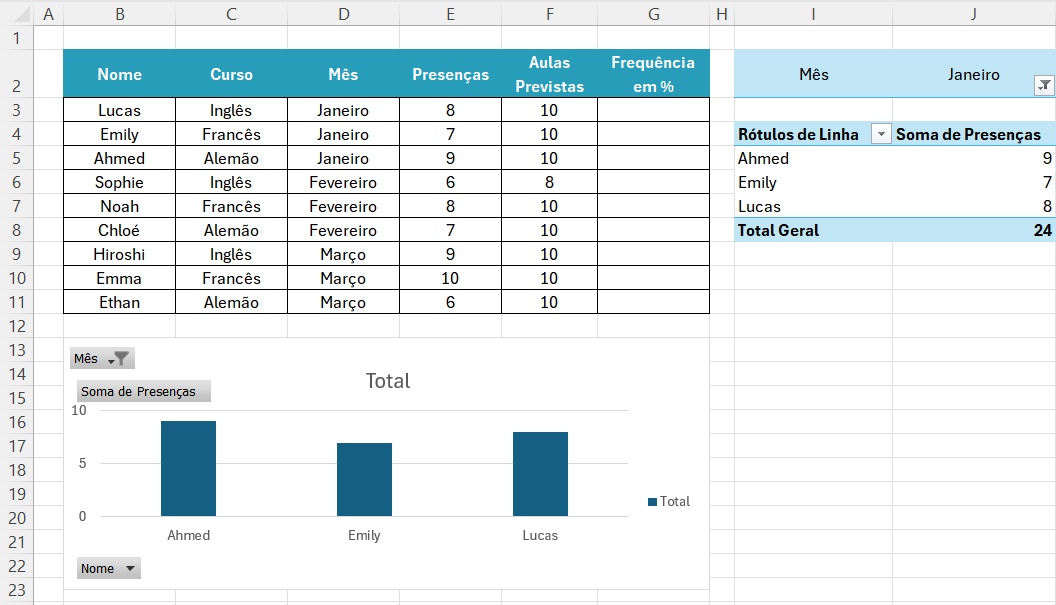 A B C D E F G H I J
1
2 Nome Curso Mês Presenças Aulas Previstas Frequência em % Mês Janeiro
3 Lucas Inglês Janeiro 8 10
4 Emily Francês Janeiro 7 10 Rótulos de Linha Soma de Presenças
5 Ahmed Alemão Janeiro 9 10 Ahmed 9
6 Sophie Inglês Fevereiro 6 8 Emily 7
7 Noah Francês Fevereiro 8 10 Lucas 8
8 Chloé Alemão Fevereiro 7 10 Total Geral 24
9 Hiroshi Inglês Março 9 10
10 Emma Francês Março 10 10
11 Ethan Alemão Março 6 10
12
13
14
15
16
17
18
19
20
21
22
23
Mês
Total
Soma de Presenças
10
5
0
Total
Ahmed Emily Lucas
Nome